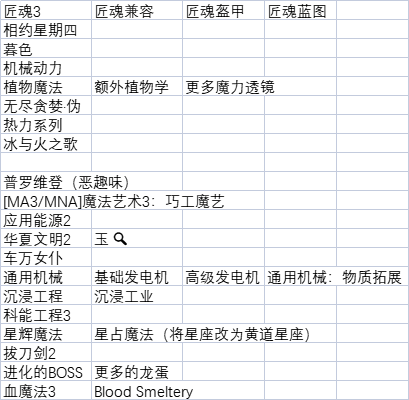 匠魂3 匠魂兼容 匠魂盔甲 匠魂蓝图
相约星期四
暮色
机械动力
植物魔法 额外植物学 更多魔力透镜
无尽贪婪·伪
热力系列
冰与火之歌
普罗维登（恶趣味）
[MA3/MNA]魔法艺术3：巧工魔艺
应用能源2
华夏文明2 玉🔍
车万女仆
通用机械 基础发电机 高级发电机 通用机械：物质拓展
沉浸工程 沉浸工业
科能工程3
星辉魔法 星占魔法（将星座改为黄道星座）
拔刀剑2
进化的BOSS 更多的龙蛋
血魔法3 Blood Smeltery